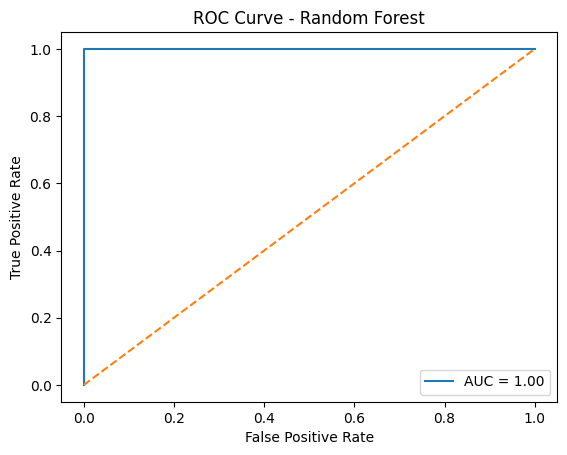 ROC Curve - Random Forest
True Positive Rate
1.0
0.8
0.6
0.4
0.2
0.0
AUC = 1.00
0.0 0.2 0.4 0.6 0.8 1.0
False Positive Rate